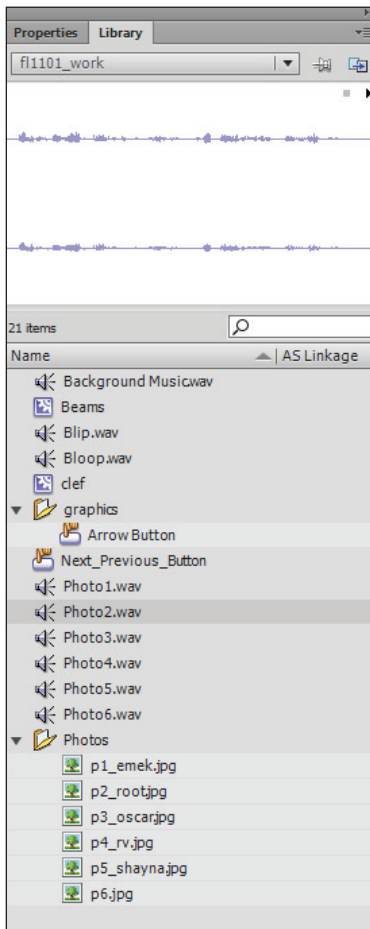 Properties Library
fl1101_work
21 items
Name AS Linkage
Background Music.wav
Beams
Blip.wav
Bloop.wav
clef
graphics
Arrow Button
Next_Previous_Button
Photo1.wav
Photo2.wav
Photo3.wav
Photo4.wav
Photo5.wav
Photo6.wav
Photos
p1_emek.jpg
p2_root.jpg
p3_oscar.jpg
p4_rv.jpg
p5_shayna.jpg
p6.jpg